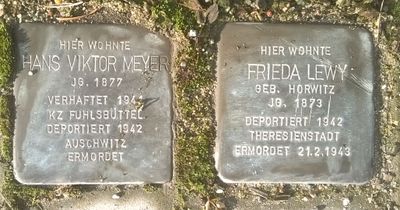 HIER WOHNTE
HANS VIKTOR MEYER
JG. 1877
VERHAFTET 1941
KZ FUHLSBÜTTEL
DEPORTIERT 1942
AUSCHWITZ
ERMORDET
HIER WOHNTE
FRIEDA LEWY
GEB. HORWITZ
JG. 1873
DEPORTIERT 1942
THERESIENSTADT
ERMORDET 21.2.1943